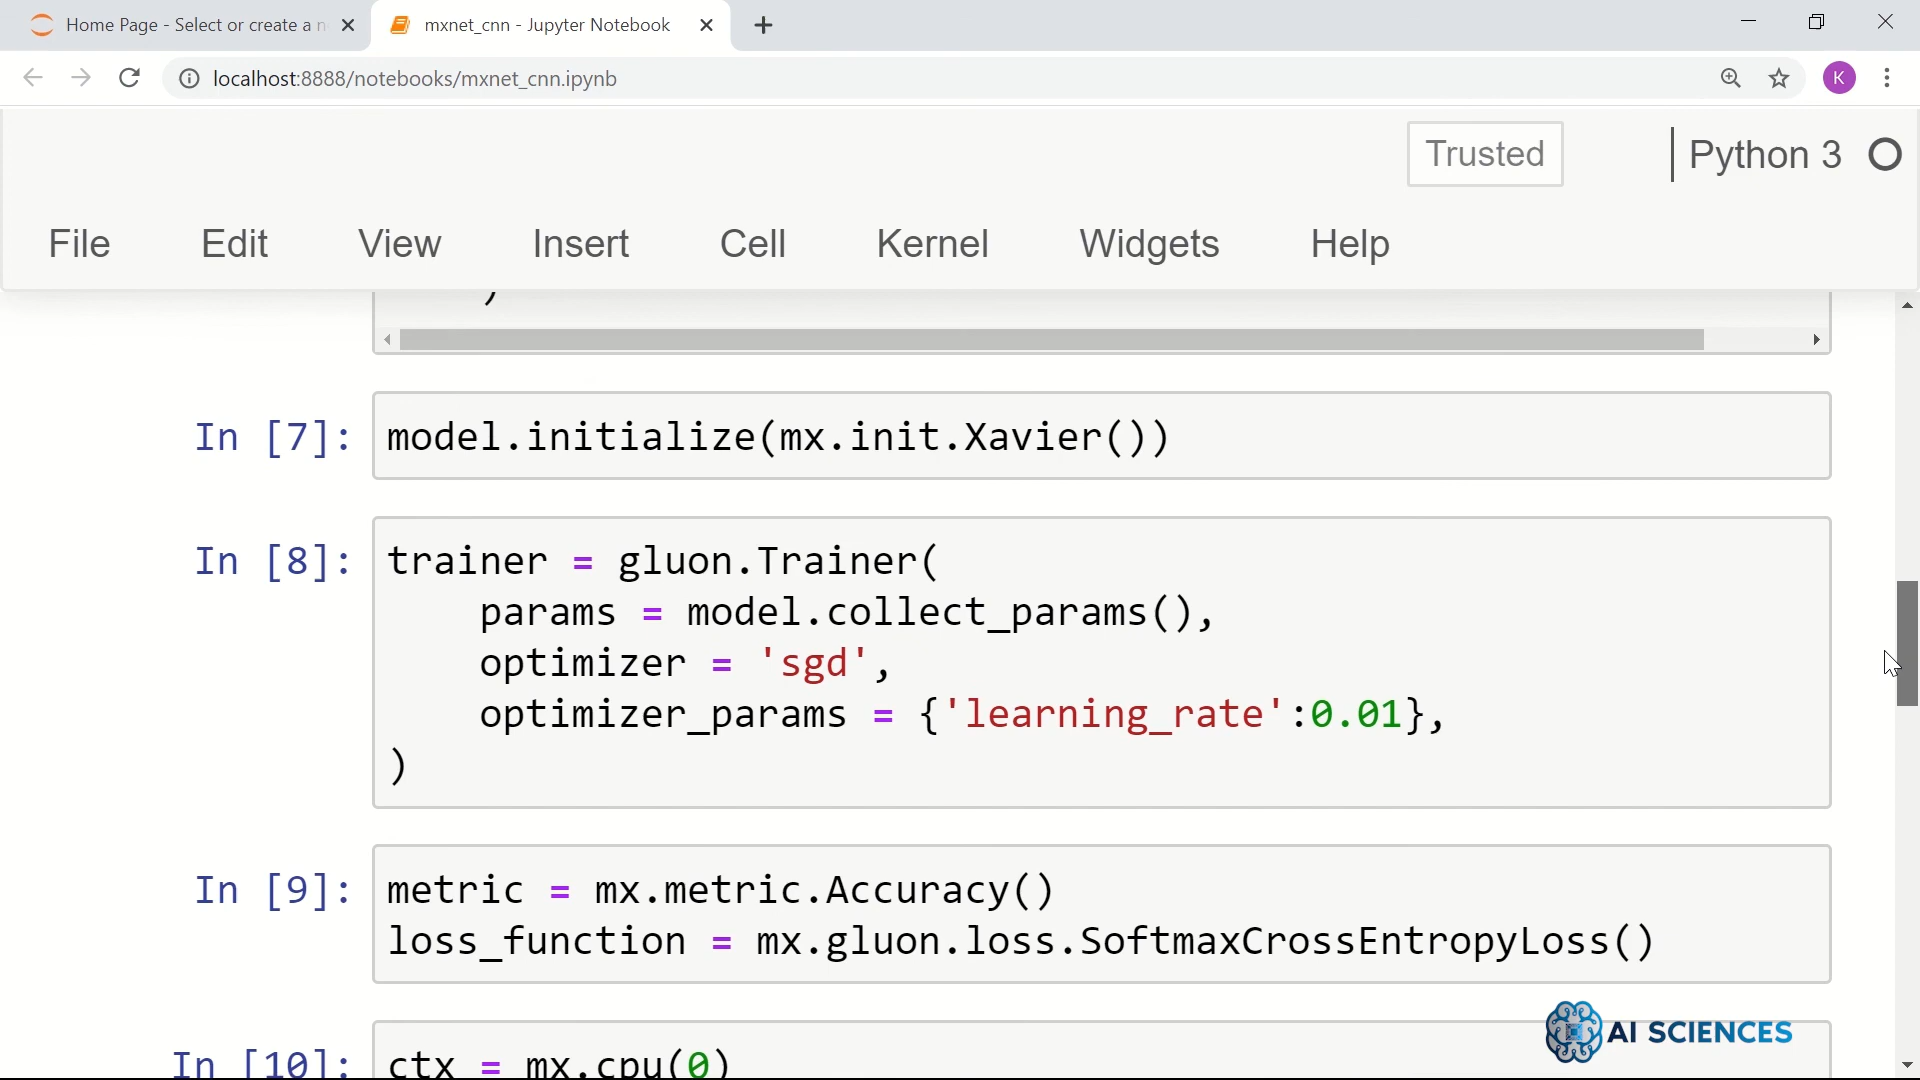 Home Page - Select or create a n
mxnet_cnn - Jupyter Notebook
localhost:8888/notebooks/mxnet_cnn.ipynb
K
Trusted
Python 3
File Edit View Insert Cell Kernel Widgets Help
)
In [7]: model.initialize(mx.init.Xavier())
In [8]: trainer = gluon.Trainer(
params = model.collect_params(),
optimizer = 'sgd',
optimizer_params = {'learning_rate':0.01},
)
In [9]: metric = mx.metric.Accuracy()
loss_function = mx.gluon.loss.SoftmaxCrossEntropyLoss()
In [10]: ctx = mx.cpu(0)
AI SCIENCES